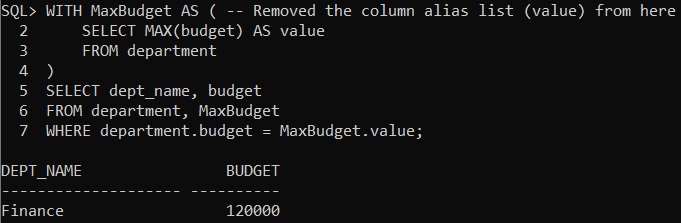 SQL> WITH MaxBudget AS ( -- Removed the column alias list (value) from here
  2      SELECT MAX(budget) AS value
  3      FROM department
  4  )
  5  SELECT dept_name, budget
  6  FROM department, MaxBudget
  7  WHERE department.budget = MaxBudget.value;

DEPT_NAME                BUDGET
-------------------- ----------
Finance                  120000